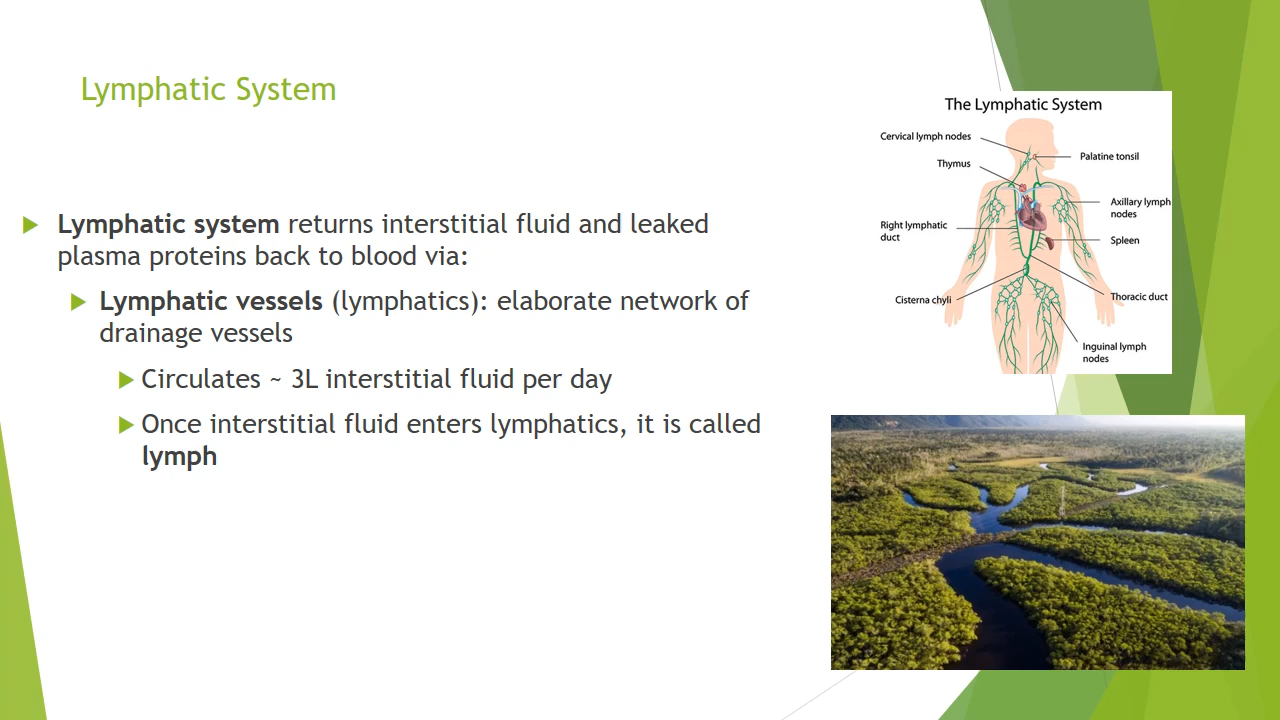 Lymphatic System
Lymphatic system returns interstitial fluid and leaked
plasma proteins back to blood via:
Lymphatic vessels (lymphatics): elaborate network of
drainage vessels
Circulates ~ 3L interstitial fluid per day
Once interstitial fluid enters lymphatics, it is called
lymph
The Lymphatic System
Cervical lymph nodes
Palatine tonsil
Thymus
Axillary lymph
nodes
Right lymphatic
duct
Spleen
Cisterna chyli
Thoracic duct
Inguinal lymph
nodes